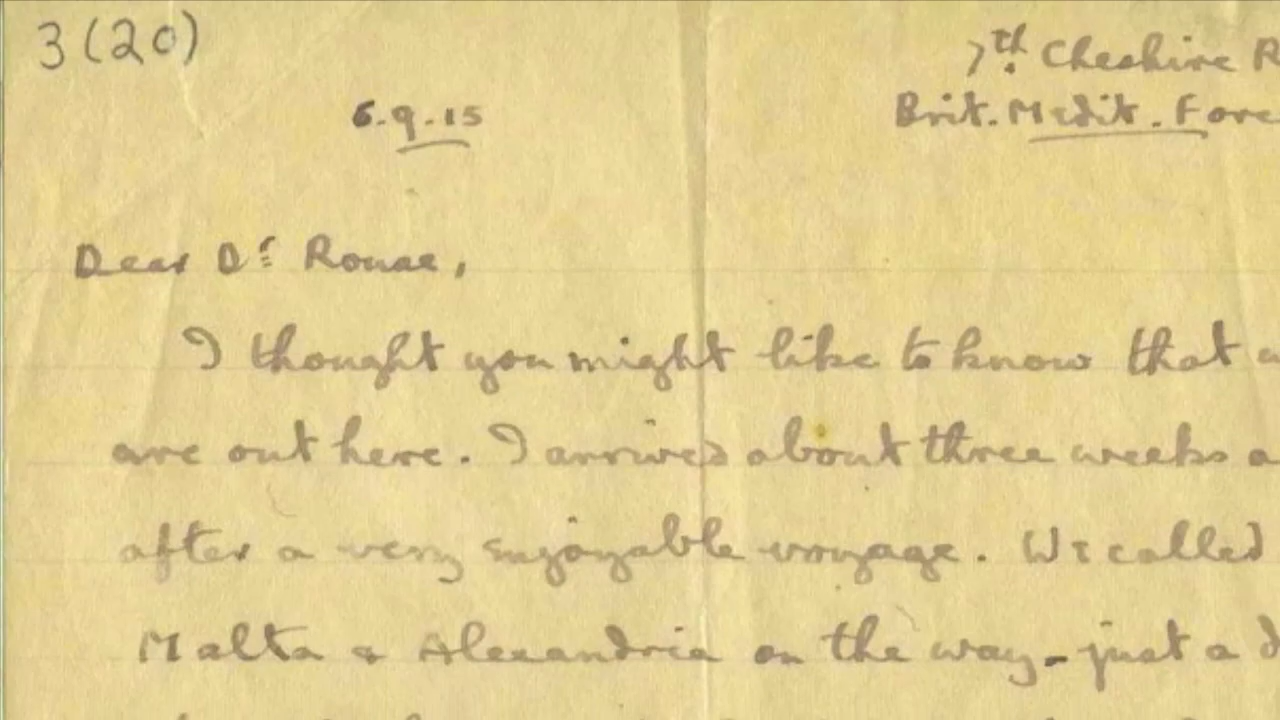 3(20)
7th Cheshire R
6.9.15
Brit. Medit. Forc
Dear Dr Rouse,
I thought you might like to know that
are out here. I arrived about three weeks a
after a very enjoyable voyage. We called
Malta & Alexandria on the way - just a d